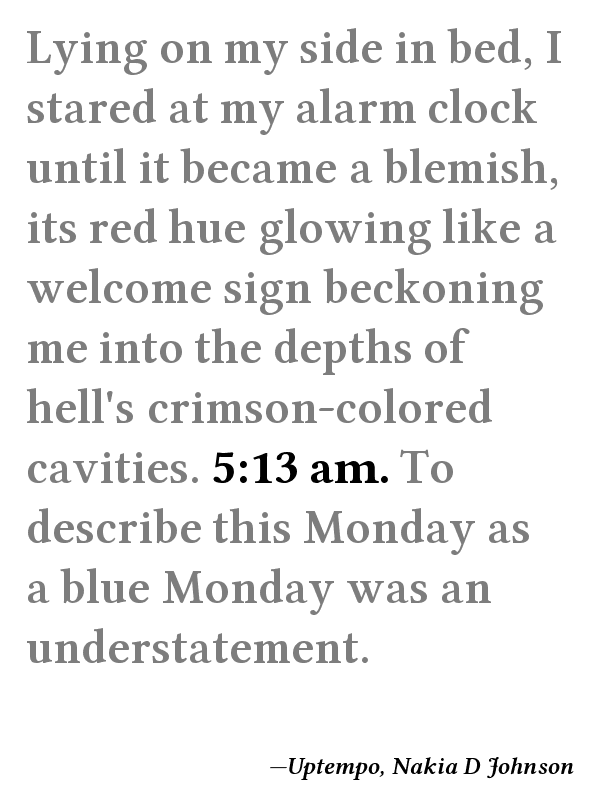 Lying on my side in bed, I
stared at my alarm clock
until it became a blemish,
its red hue glowing like a
welcome sign beckoning
me into the depths of
hell's crimson-colored
cavities. 5:13 am. To
describe this Monday as
a blue Monday was an
understatement.
—Uptempo, Nakia D Johnson